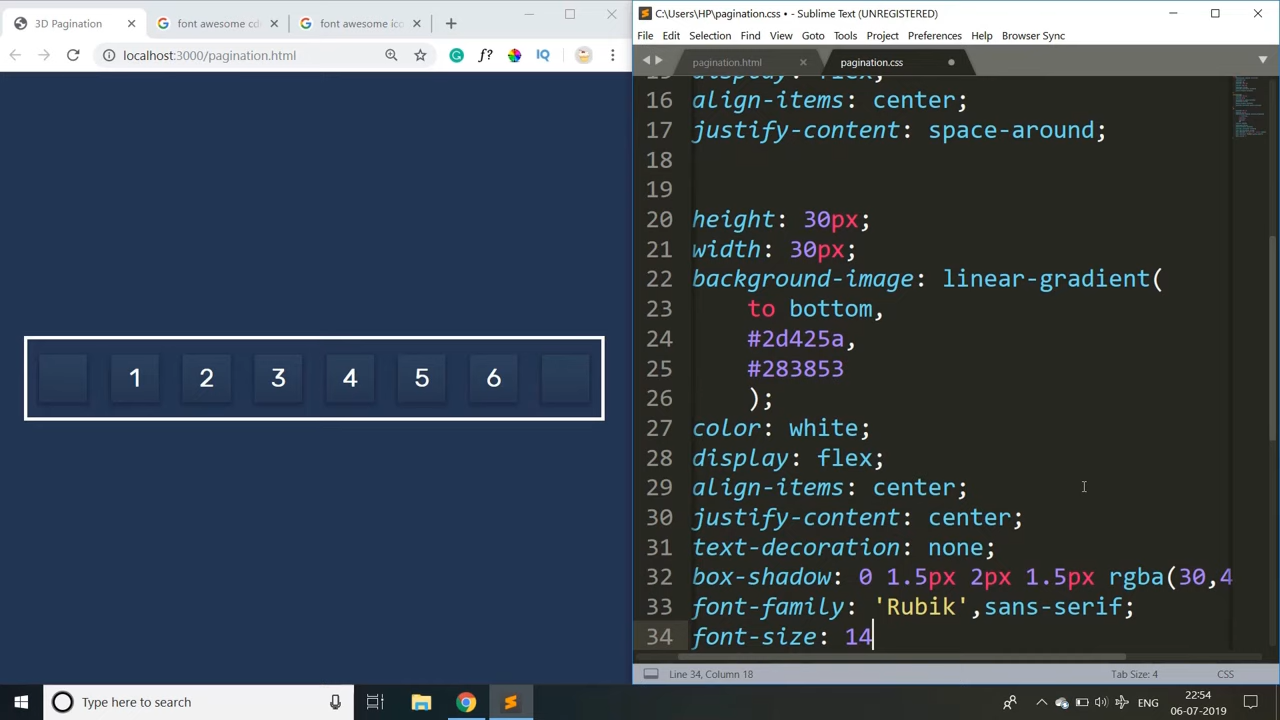 3D Pagination
font awesome cd
font awesome ico
localhost:3000/pagination.html
f?
IQ
1 2 3 4 5 6
C:\Users\HP\pagination.css • - Sublime Text (UNREGISTERED)
File Edit Selection Find View Goto Tools Project Preferences Help Browser Sync
pagination.html
pagination.css
15 display: flex;
16 align-items: center;
17 justify-content: space-around;
18
19
20 height: 30px;
21 width: 30px;
22 background-image: linear-gradient(
23 to bottom,
24 #2d425a,
25 #283853
26 );
27 color: white;
28 display: flex;
29 align-items: center;
30 justify-content: center;
31 text-decoration: none;
32 box-shadow: 0 1.5px 2px 1.5px rgba(30,4
33 font-family: 'Rubik',sans-serif;
34 font-size: 14
Line 34, Column 18
Tab Size: 4
CSS
Type here to search
ENG
22:54
06-07-2019